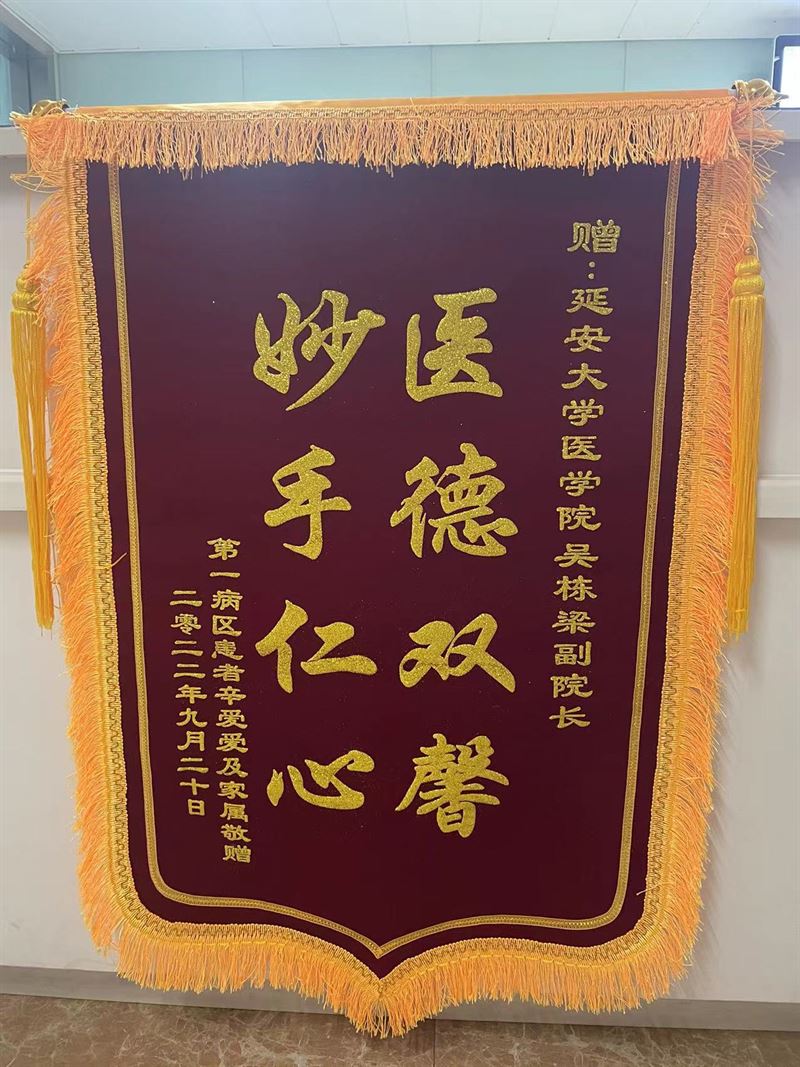 赠：延安大学医学院吴栋梁副院长
医德双馨
妙手仁心
第一病区患者辛爱爱及家属敬赠
二零二二年九月二十日